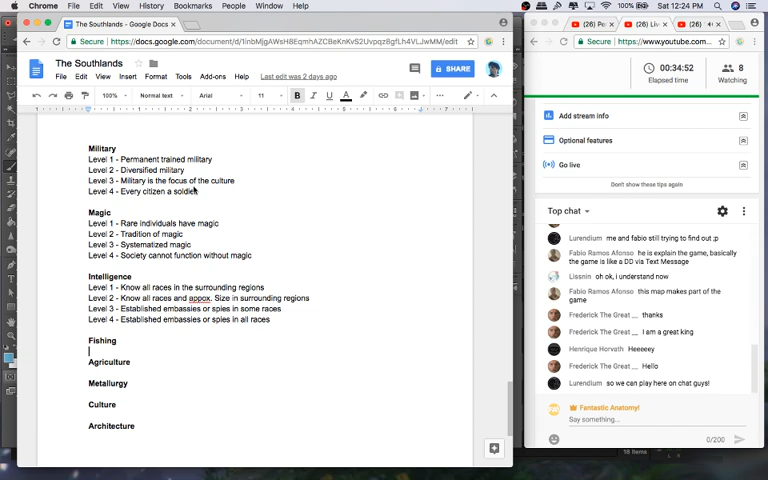 Chrome File Edit View History Bookmarks People Window Help
100%
Sat 12:24 PM
The Southlands - Google Docs
Secure https://docs.google.com/document/d/1inbMjgAWsH8EqmhAZCBeKnKvS2Uvpqz8gfLh4VLJwMM/edit
The Southlands
File Edit View Insert Format Tools Add-ons Help Last edit was 2 days ago
SHARE
100% Normal text Arial 11 B I U A
Military
Level 1 - Permanent trained military
Level 2 - Diversified military
Level 3 - Military is the focus of the culture
Level 4 - Every citizen a soldier
Magic
Level 1 - Rare individuals have magic
Level 2 - Tradition of magic
Level 3 - Systematized magic
Level 4 - Society cannot function without magic
Intelligence
Level 1 - Know all races in the surrounding regions
Level 2 - Know all races and appox. Size in surrounding regions
Level 3 - Established embassies or spies in some races
Level 4 - Established embassies or spies in all races
Fishing
Agriculture
Metallurgy
Culture
Architecture
Secure https://www.youtube.com...
00:34:52
Elapsed time
8
Watching
Add stream info
Optional features
Go live
Don't show these tips again
Top chat
Lurendium me and fabio still trying to find out ;p
Fabio Ramos Afonso he is explain the game, basically
the game is like a DD via Text Message
Lissnin oh ok, i understand now
Fabio Ramos Afonso this map makes part of the
game
Frederick The Great __ thanks
Frederick The Great __ I am a great king
Henrique Horvath Heeeeey
Frederick The Great __ Hello
Lurendium so we can play here on chat guys!
Fantastic Anatomy!
Say something...
0/200
18 items